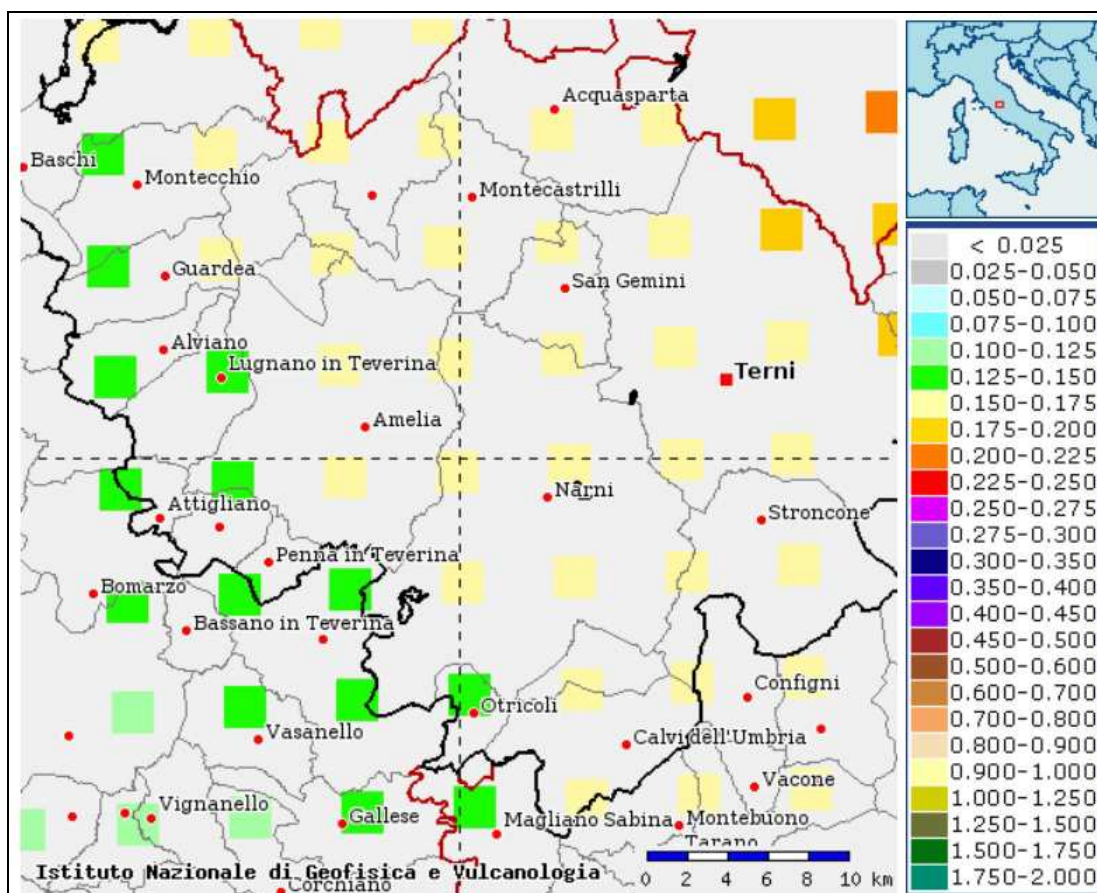 Acquasparta
Baschi
Montecchio
Montecastrilli
Guardea
San Gemini
Alviano
Lugnano in Teverina
Terni
Amelia
Narni
Attigliano
Stroncone
Penna in Teverina
Bomarzo
Bassano in Teverina
Configni
Otricoli
Vasanello
Calvi dell'Umbria
Vacone
Vignanello
Gallese
Magliano Sabina
Montebuono
Tarano
Istituto Nazionale di Geofisica e Vulcanologia
Corchiano
0 2 4 6 8 10 km
< 0.025
0.025-0.050
0.050-0.075
0.075-0.100
0.100-0.125
0.125-0.150
0.150-0.175
0.175-0.200
0.200-0.225
0.225-0.250
0.250-0.275
0.275-0.300
0.300-0.350
0.350-0.400
0.400-0.450
0.450-0.500
0.500-0.600
0.600-0.700
0.700-0.800
0.800-0.900
0.900-1.000
1.000-1.250
1.250-1.500
1.500-1.750
1.750-2.000